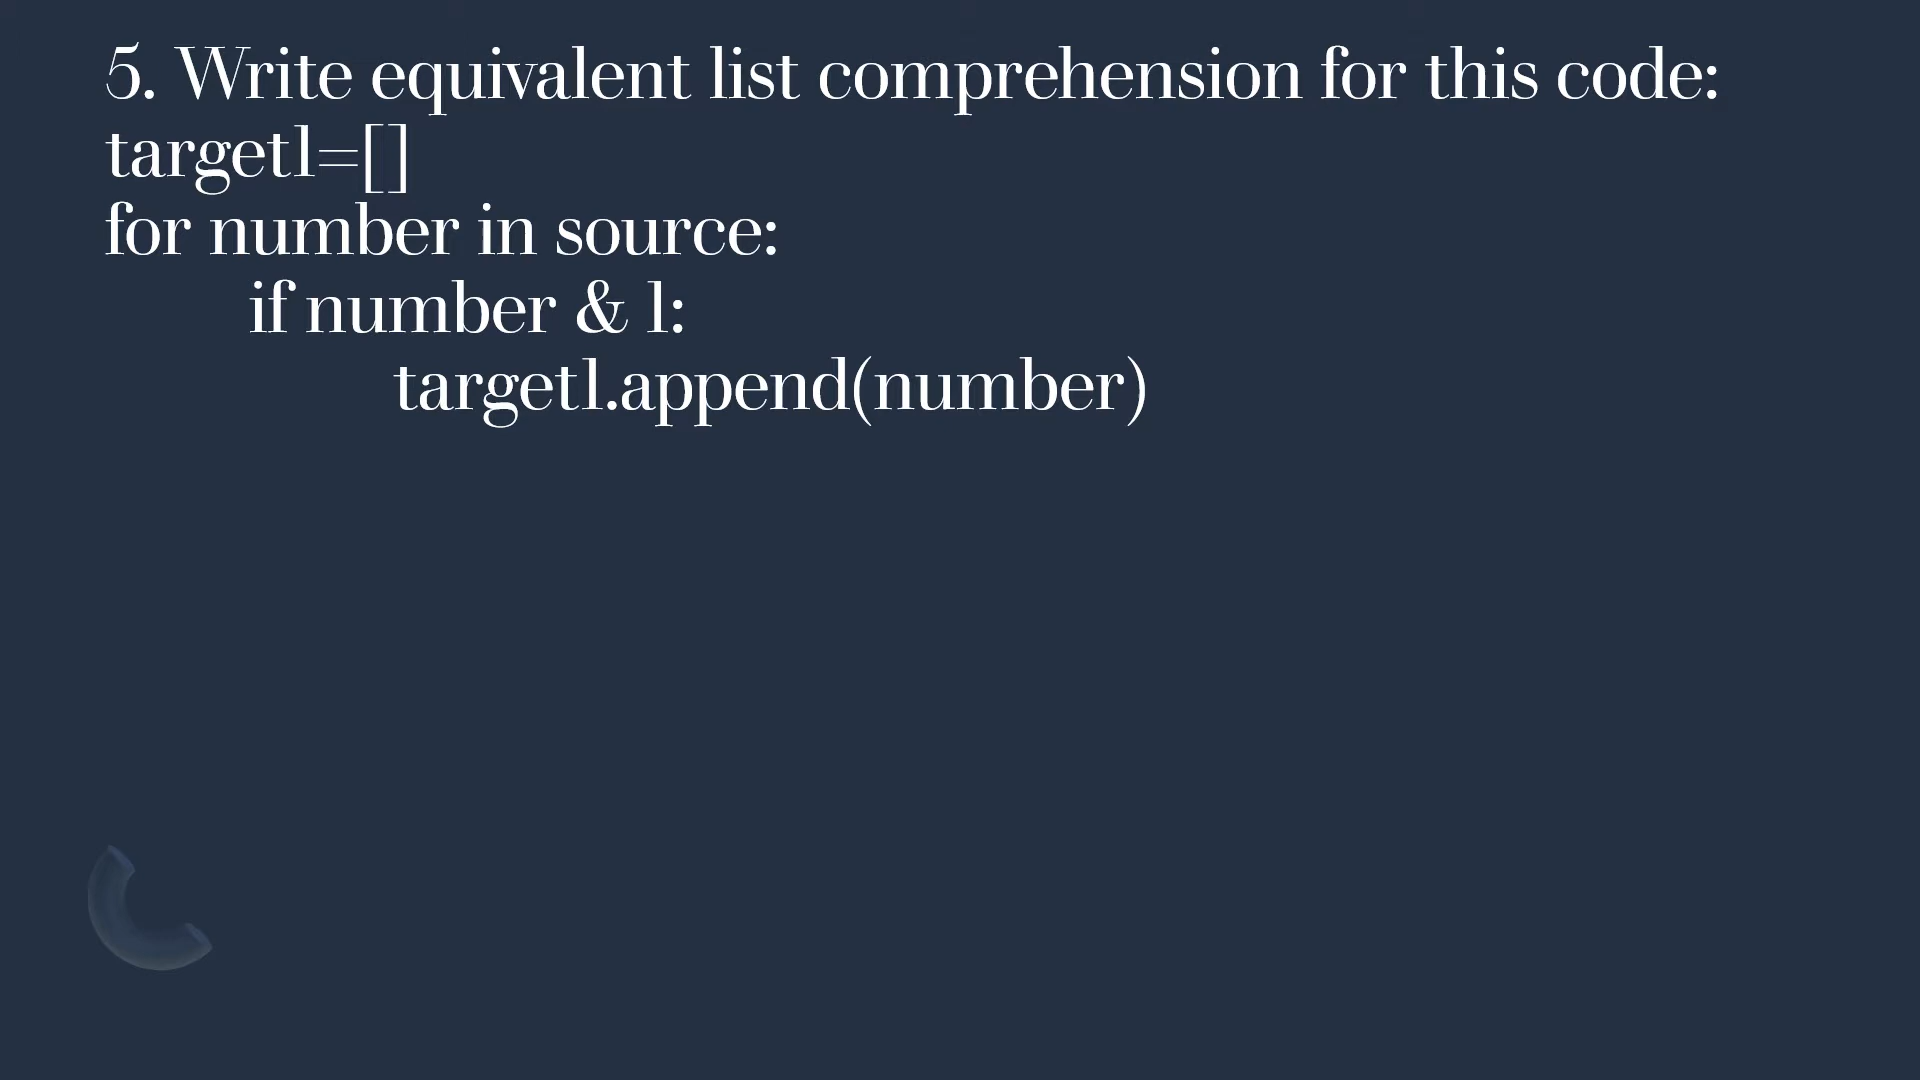 5. Write equivalent list comprehension for this code:
target1=[]
for number in source:
if number & 1:
target1.append(number)